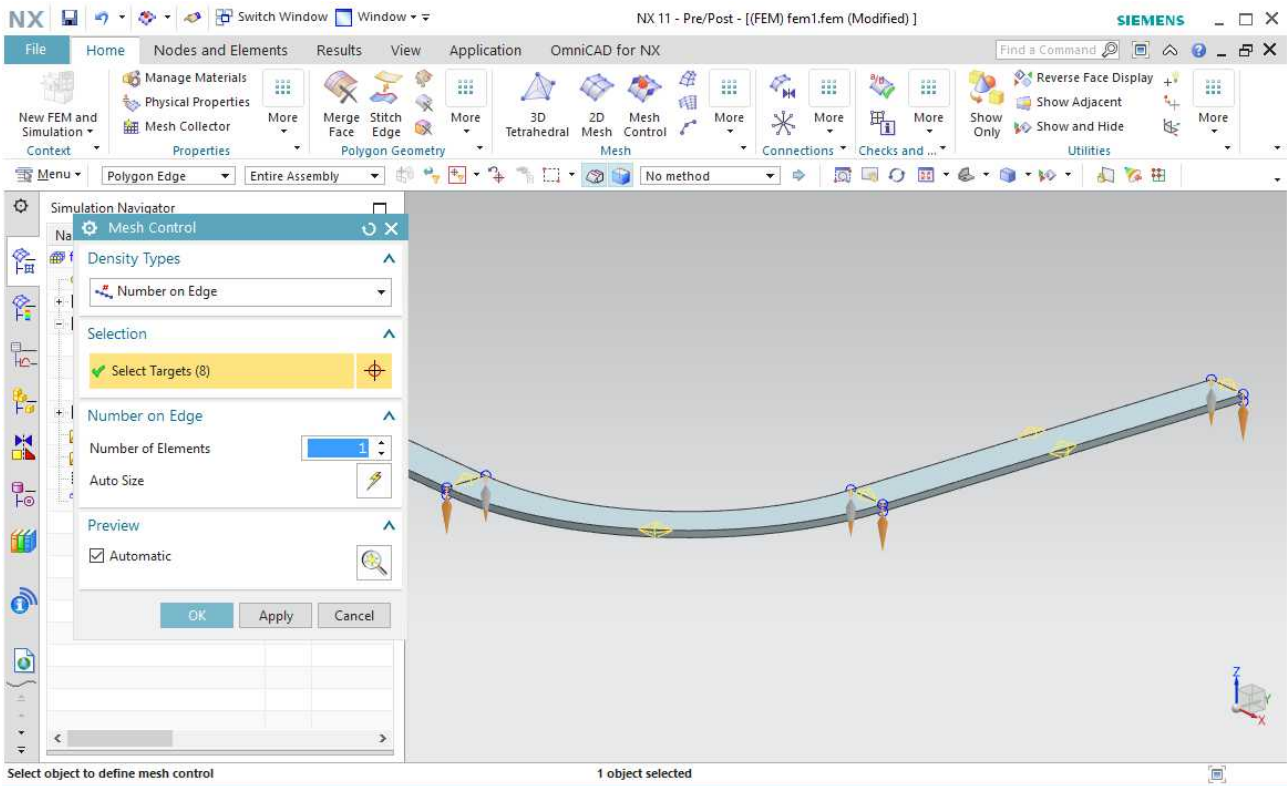 NX Switch Window Window NX 11 - Pre/Post - [(FEM) fem1.fem (Modified) ] SIEMENS
File Home Nodes and Elements Results View Application OmniCAD for NX Find a Command
New FEM and Simulation
Context
Manage Materials
Physical Properties
Mesh Collector
More
Properties
Merge Face
Stitch Edge
More
Polygon Geometry
3D Tetrahedral
2D Mesh
Mesh Control
More
Mesh
More
Connections
More
Checks and ...
Show Only
Reverse Face Display
Show Adjacent
Show and Hide
More
Utilities
Menu Polygon Edge Entire Assembly No method
Simulation Navigator
Na
Mesh Control
f
Density Types
Number on Edge
Selection
Select Targets (8)
Number on Edge
Number of Elements 1
Auto Size
Preview
Automatic
OK Apply Cancel
Z
Y
X
Select object to define mesh control 1 object selected